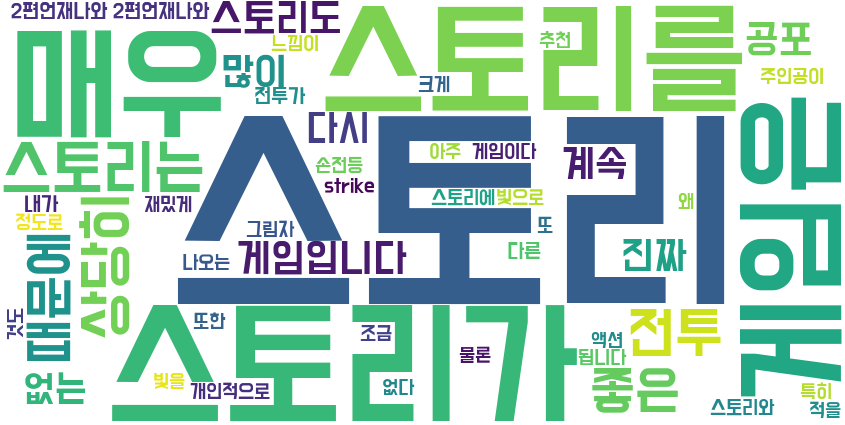 2편언재나와 2편언재나와 스토리도
매우
느낌이
많이
전투가
스토리를
추천
크게
공포
주인공이
스토리는
다시
스토리
손전등
strike
아주 게임이다
계속
스토리에 빛으로
왜
또
다른
진짜
긴박
내가
정도로
재밌게
상당히
때문에
그림자
나오는
게임입니다
것도
또한
스토리가
조금
물론
전투
액션
됩니다
좋은
없는
빛을
개인적으로
없다
스토리와
특히
적을